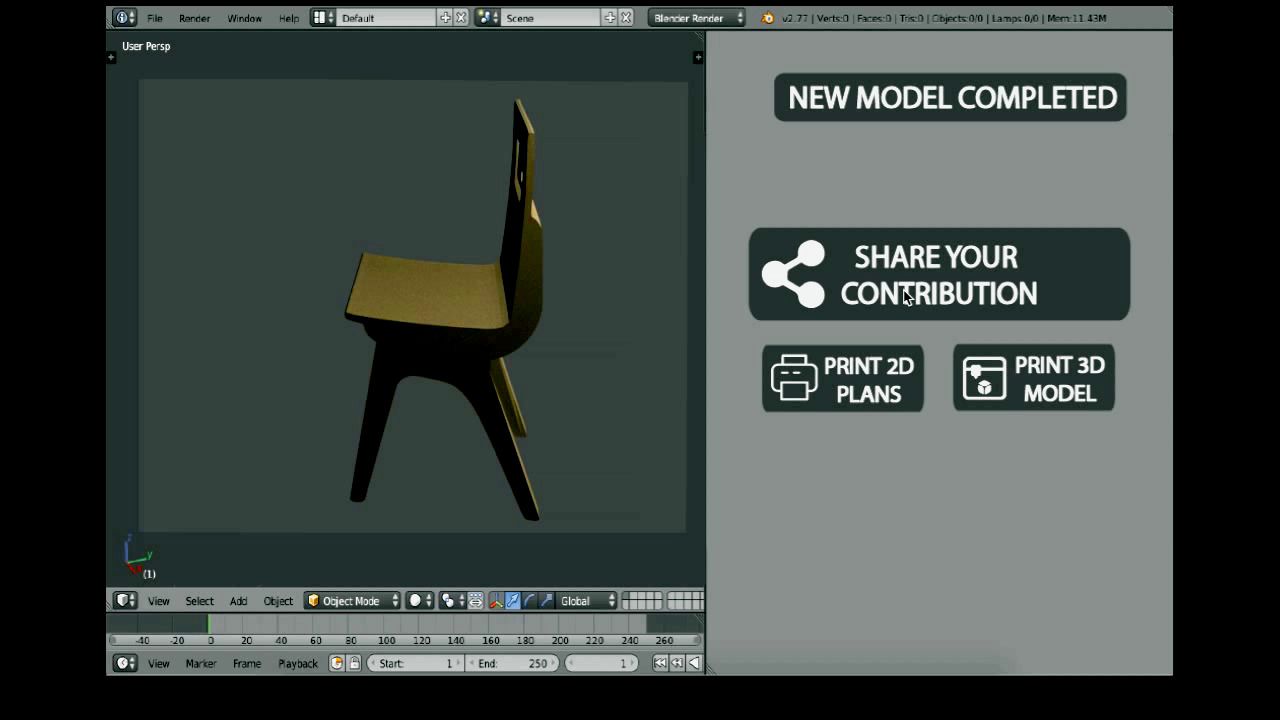 File Render Window Help Default Scene Blender Render v2.77 | Verts:0 | Faces:0 | Tris:0 | Objects:0/0 | Lamps:0/0 | Mem:11.43M
User Persp
NEW MODEL COMPLETED
SHARE YOUR
CONTRIBUTION
PRINT 2D
PLANS
PRINT 3D
MODEL
z
y
x
(1)
View Select Add Object Object Mode Global
-40 -20 0 20 40 60 80 100 120 140 160 180 200 220 240 260
View Marker Frame Playback Start: 1 End: 250 1